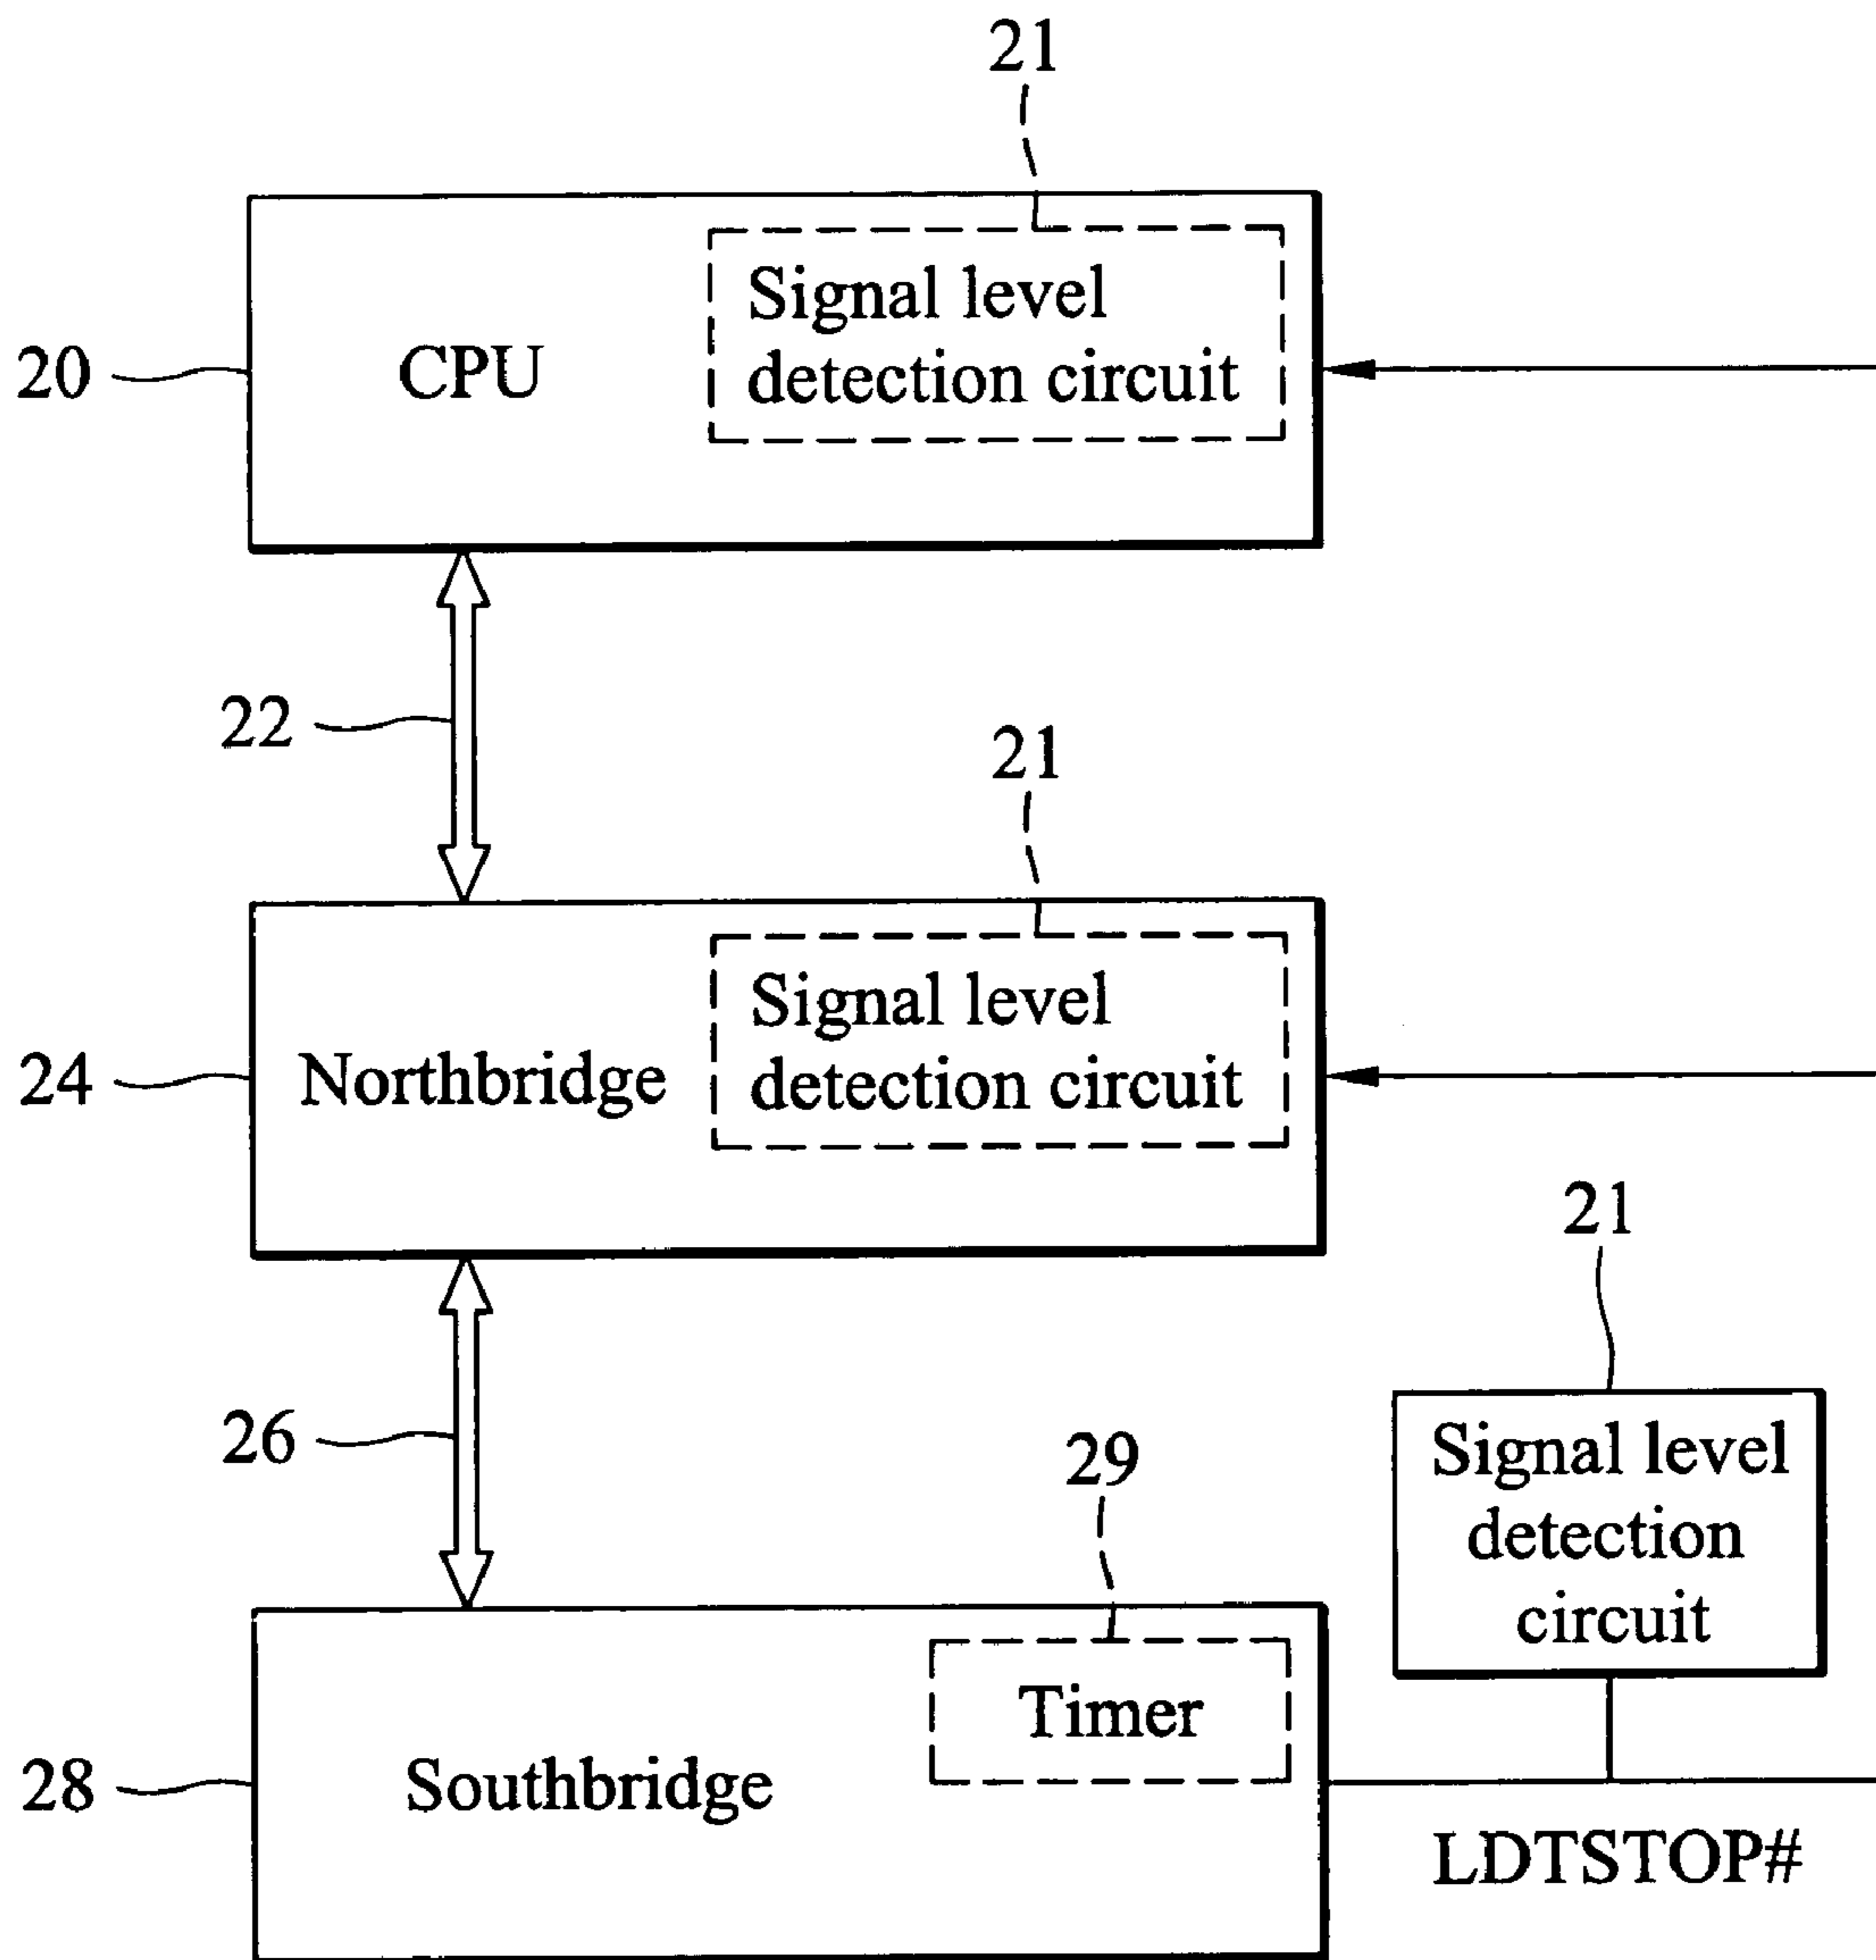 21
Signal level
detection circuit
20
CPU
22
21
Signal level
detection circuit
24
Northbridge
21
26
29
Signal level
detection
circuit
Timer
28
Southbridge
LDTSTOP#